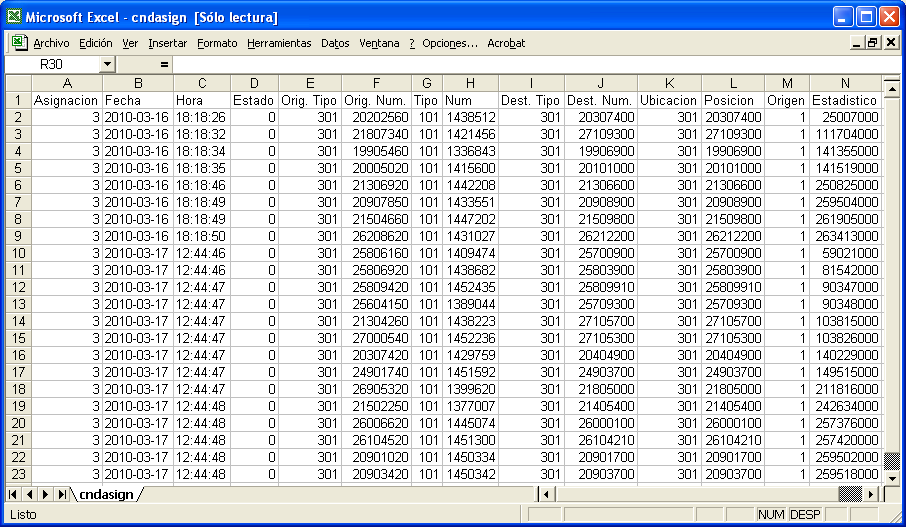 Microsoft Excel - cndasign [Sólo lectura]
Archivo Edición Ver Insertar Formato Herramientas Datos Ventana ? Opciones... Acrobat
R30 =
A B C D E F G H I J K L M N
1 Asignacion Fecha Hora Estado Orig. Tipo Orig. Num. Tipo Num Dest. Tipo Dest. Num. Ubicacion Posicion Origen Estadistico
2 3 2010-03-16 18:18:26 0 301 20202560 101 1438512 301 20307400 301 20307400 1 25007000
3 3 2010-03-16 18:18:32 0 301 21807340 101 1421456 301 27109300 301 27109300 1 111704000
4 3 2010-03-16 18:18:34 0 301 19905460 101 1336843 301 19906900 301 19906900 1 141355000
5 3 2010-03-16 18:18:35 0 301 20005020 101 1415600 301 20101000 301 20101000 1 141519000
6 3 2010-03-16 18:18:46 0 301 21306920 101 1442208 301 21306600 301 21306600 1 250825000
7 3 2010-03-16 18:18:49 0 301 20907850 101 1433551 301 20908900 301 20908900 1 259504000
8 3 2010-03-16 18:18:49 0 301 21504660 101 1447202 301 21509800 301 21509800 1 261905000
9 3 2010-03-16 18:18:50 0 301 26208620 101 1431027 301 26212200 301 26212200 1 263413000
10 3 2010-03-17 12:44:46 0 301 25806160 101 1409474 301 25700900 301 25700900 1 59021000
11 3 2010-03-17 12:44:46 0 301 25806920 101 1438682 301 25803900 301 25803900 1 81542000
12 3 2010-03-17 12:44:47 0 301 25809420 101 1452435 301 25809910 301 25809910 1 90347000
13 3 2010-03-17 12:44:47 0 301 25604150 101 1389044 301 25709300 301 25709300 1 90348000
14 3 2010-03-17 12:44:47 0 301 21304260 101 1438223 301 27105700 301 27105700 1 103815000
15 3 2010-03-17 12:44:47 0 301 27000540 101 1452236 301 27105300 301 27105300 1 103826000
16 3 2010-03-17 12:44:47 0 301 20307420 101 1429759 301 20404900 301 20404900 1 140229000
17 3 2010-03-17 12:44:47 0 301 24901740 101 1451592 301 24903700 301 24903700 1 149515000
18 3 2010-03-17 12:44:47 0 301 26905320 101 1399620 301 21805000 301 21805000 1 211816000
19 3 2010-03-17 12:44:48 0 301 21502250 101 1377007 301 21405400 301 21405400 1 242634000
20 3 2010-03-17 12:44:48 0 301 26006620 101 1445074 301 26000100 301 26000100 1 257376000
21 3 2010-03-17 12:44:48 0 301 26104520 101 1451300 301 26104210 301 26104210 1 257420000
22 3 2010-03-17 12:44:48 0 301 20901020 101 1450334 301 20901700 301 20901700 1 259502000
23 3 2010-03-17 12:44:48 0 301 20903420 101 1450342 301 20903700 301 20903700 1 259518000
cndasign
Listo NUM DESP